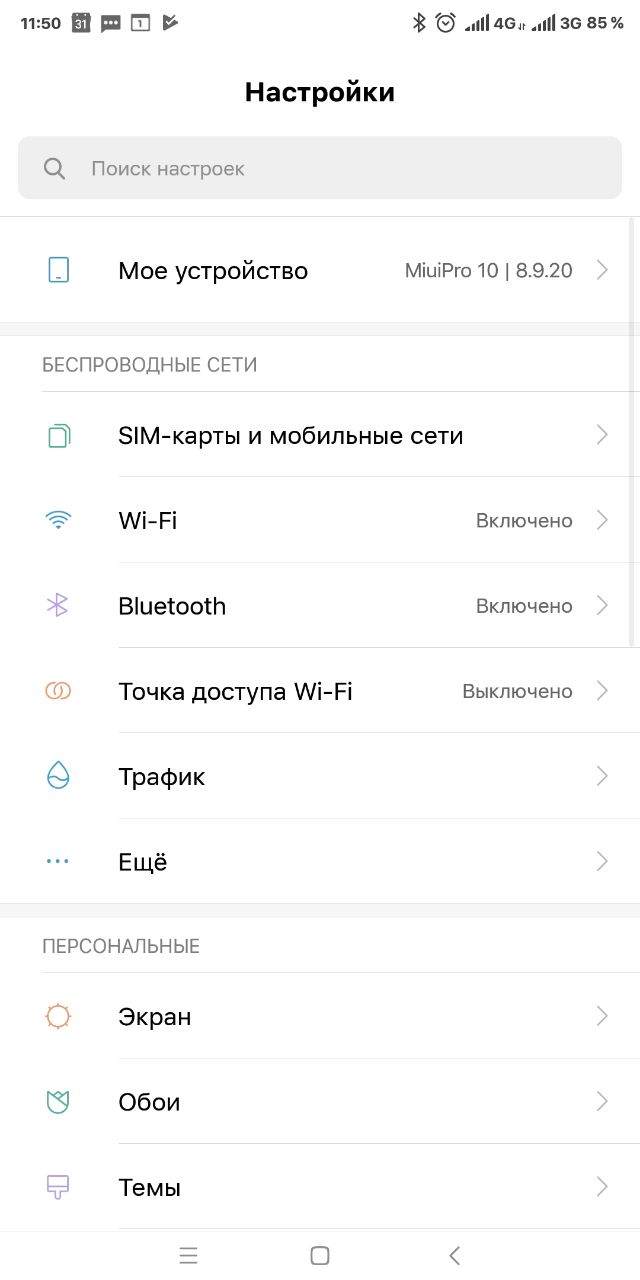 11:50 31 1 4G 3G 85 %
Настройки
Поиск настроек
Мое устройство MiuiPro 10 | 8.9.20
БЕСПРОВОДНЫЕ СЕТИ
SIM-карты и мобильные сети
Wi-Fi Включено
Bluetooth Включено
Точка доступа Wi-Fi Выключено
Трафик
Ещё
ПЕРСОНАЛЬНЫЕ
Экран
Обои
Темы